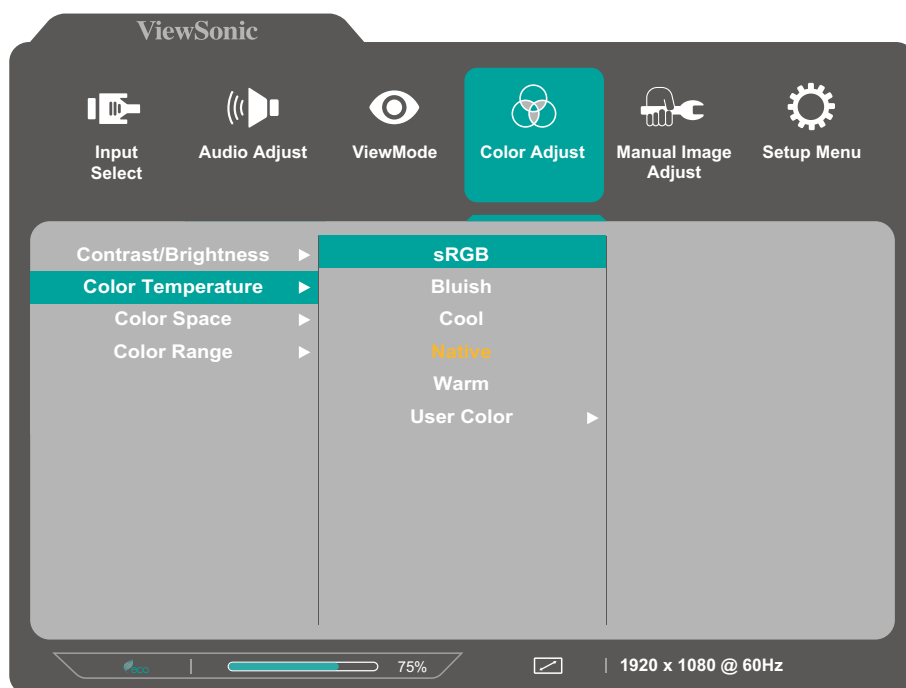 ViewSonic
Input
Select
Audio Adjust
ViewMode
Color Adjust
Manual Image
Adjust
Setup Menu
Contrast/Brightness
Color Temperature
Color Space
Color Range
sRGB
Bluish
Cool
Native
Warm
User Color
eco
75%
1920 x 1080 @ 60Hz